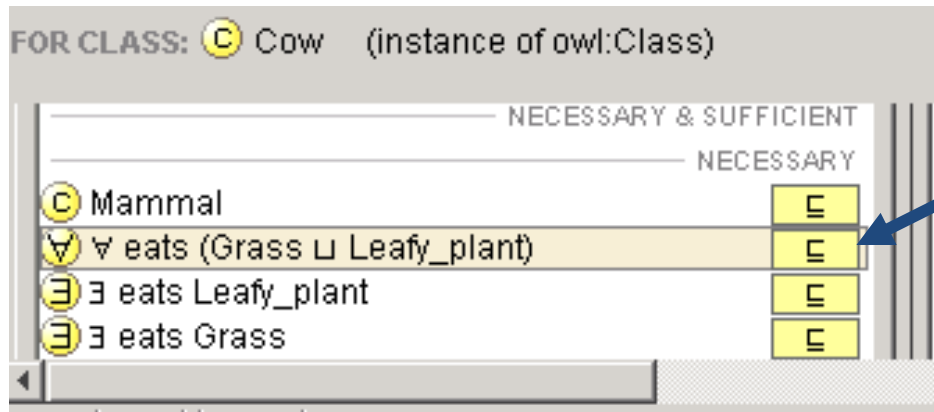 FOR CLASS: C Cow (instance of owl:Class)
NECESSARY & SUFFICIENT
NECESSARY
C Mammal ⊑
∀ ∀ eats (Grass ⊔ Leafy_plant) ⊑
∃ ∃ eats Leafy_plant ⊑
∃ ∃ eats Grass ⊑